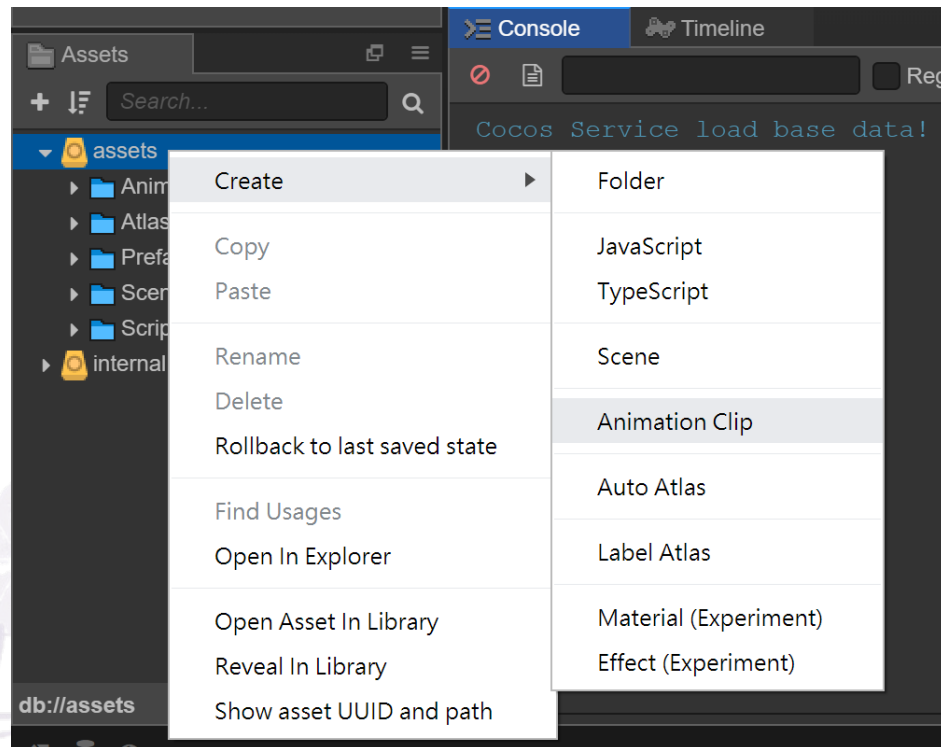 Console
Timeline
Assets
Search...
Reg
Cocos Service load base data!
assets
Anim
Atlas
Prefa
Scen
Scrip
internal
Create
Copy
Paste
Rename
Delete
Rollback to last saved state
Find Usages
Open In Explorer
Open Asset In Library
Reveal In Library
Show asset UUID and path
Folder
JavaScript
TypeScript
Scene
Animation Clip
Auto Atlas
Label Atlas
Material (Experiment)
Effect (Experiment)
db://assets